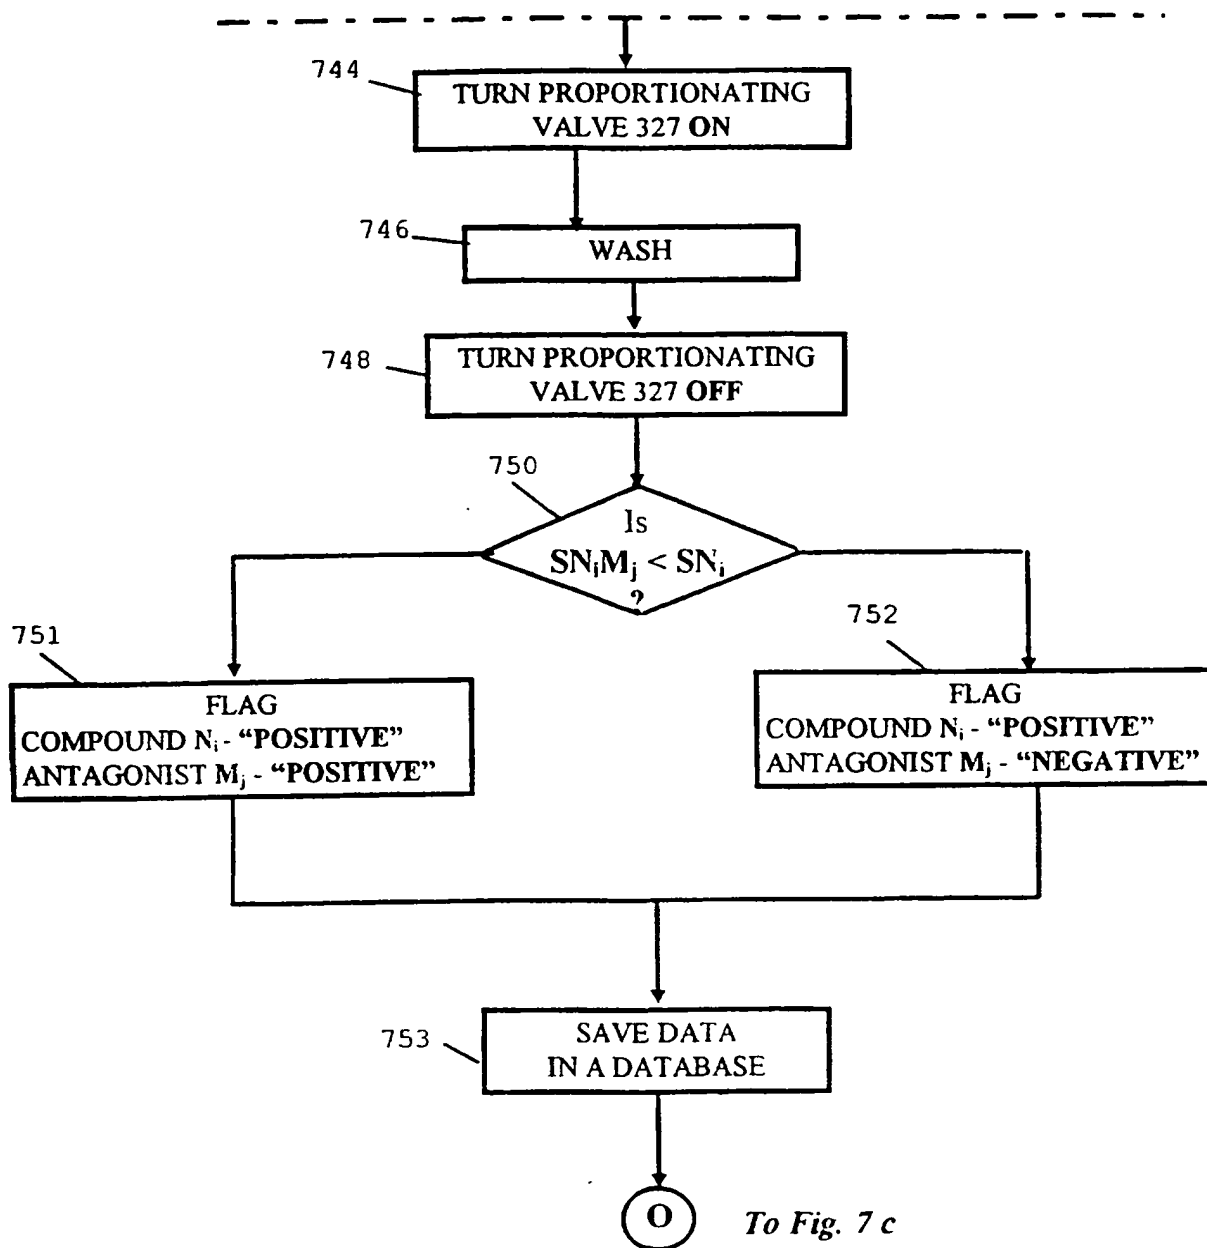 744
TURN PROPORTIONATING
VALVE 327 ON
746
WASH
748
TURN PROPORTIONATING
VALVE 327 OFF
750
Is
SNᵢMⱼ < SNᵢ
?
751
FLAG
COMPOUND Nᵢ - “POSITIVE”
ANTAGONIST Mⱼ - “POSITIVE”
752
FLAG
COMPOUND Nᵢ - “POSITIVE”
ANTAGONIST Mⱼ - “NEGATIVE”
753
SAVE DATA
IN A DATABASE
O
To Fig. 7 c